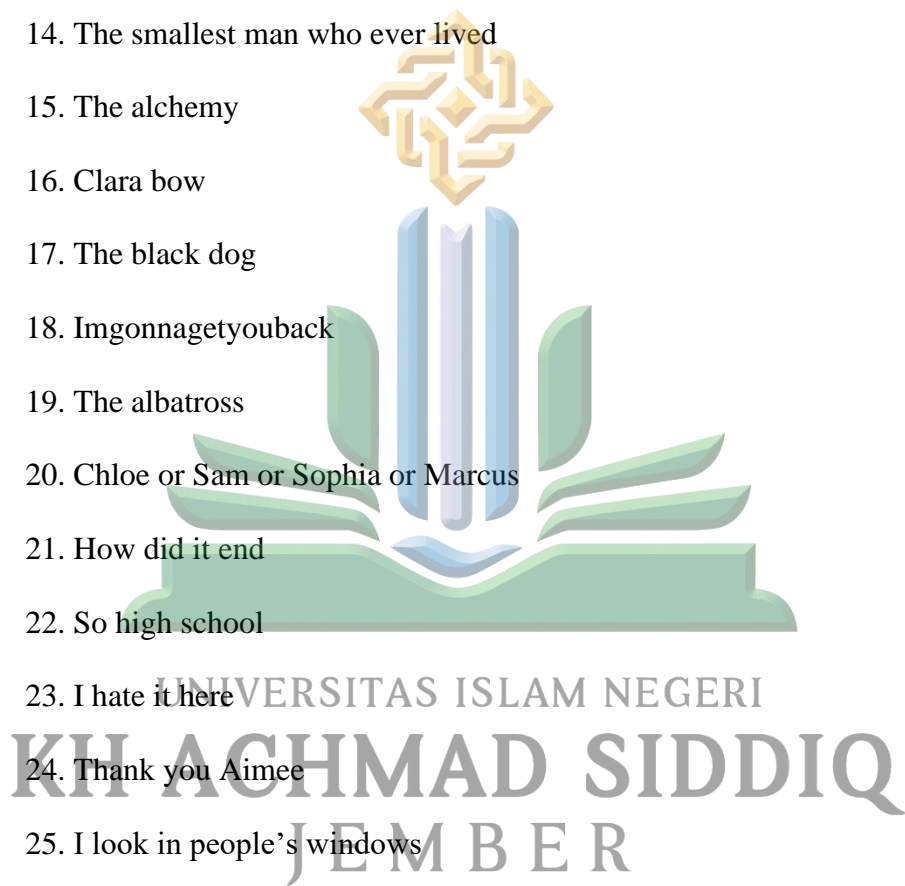 14. The smallest man who ever lived
15. The alchemy
16. Clara bow
17. The black dog
18. Imgonnagetyouback
19. The albatross
20. Chloe or Sam or Sophia or Marcus
21. How did it end
22. So high school
23. I hate it here
UNIVERSITAS ISLAM NEGERI
24. Thank you Aimee
KH ACHMAD SIDDIQ
25. I look in people’s windows
JEMBER